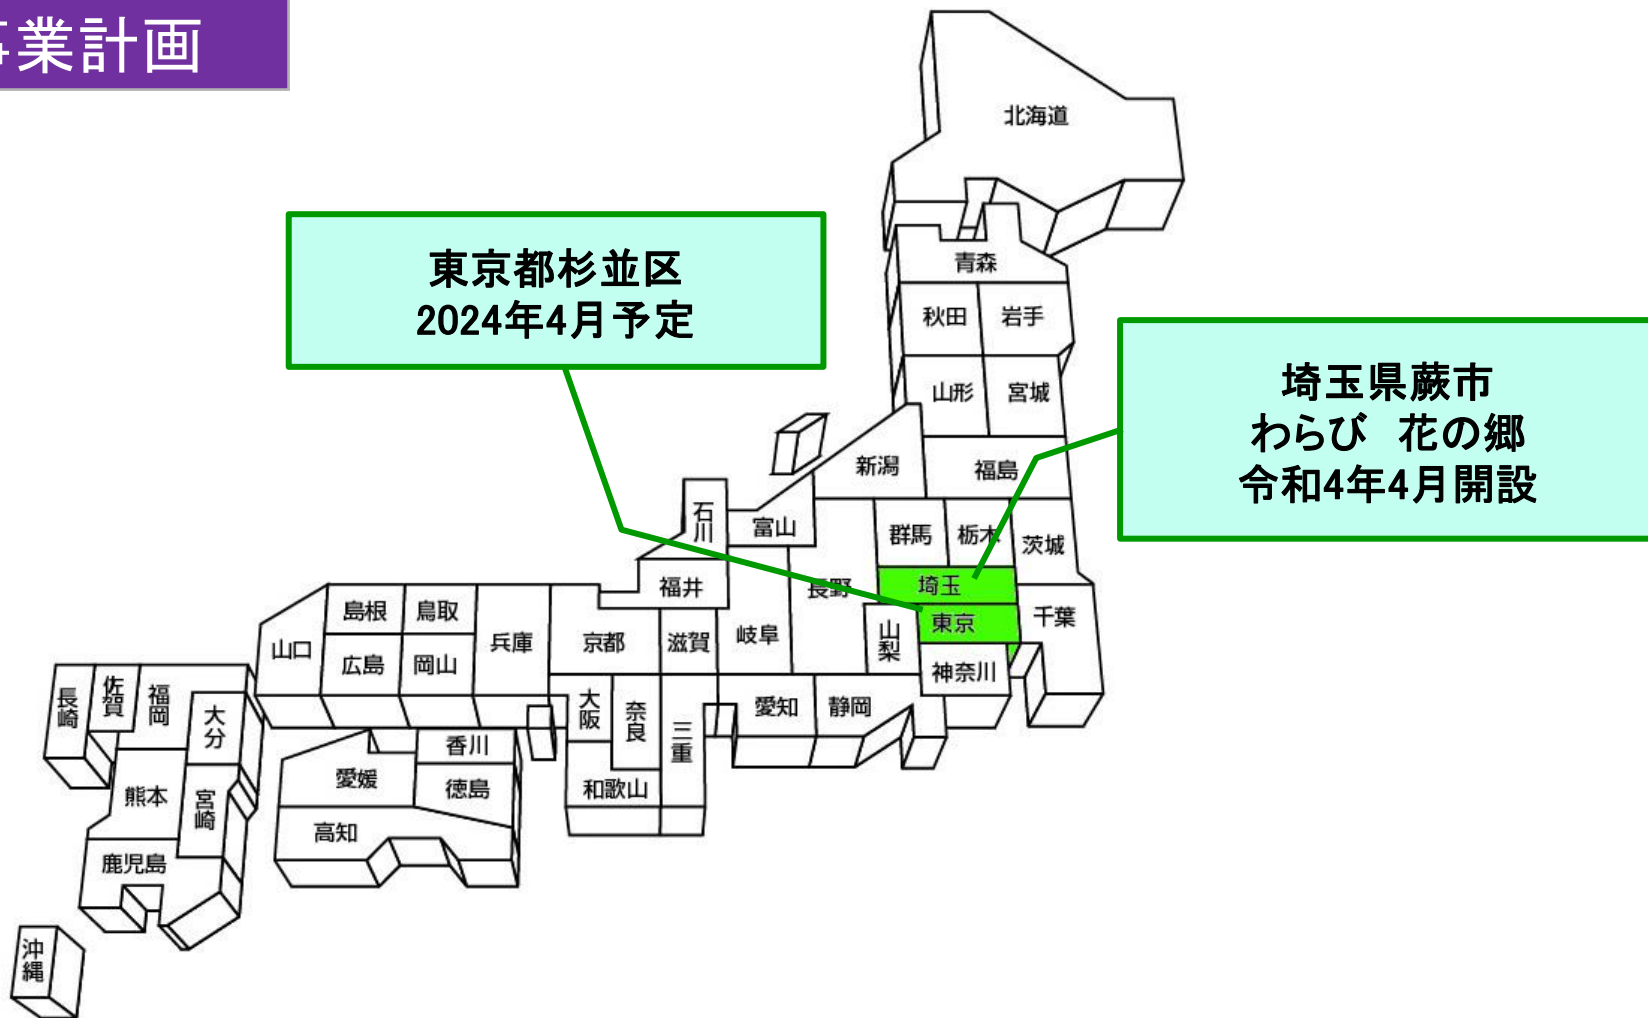 事業計画
北海道
青森
秋田
岩手
山形
宮城
新潟
福島
東京都杉並区
2024年4月予定
埼玉県蕨市
わらび　花の郷
令和4年4月開設
石川
富山
群馬
栃木
茨城
福井
長野
埼玉
東京
千葉
山梨
神奈川
岐阜
滋賀
京都
兵庫
鳥取
島根
岡山
広島
山口
大阪
奈良
三重
愛知
静岡
和歌山
香川
徳島
愛媛
高知
福岡
佐賀
長崎
大分
熊本
宮崎
鹿児島
沖縄